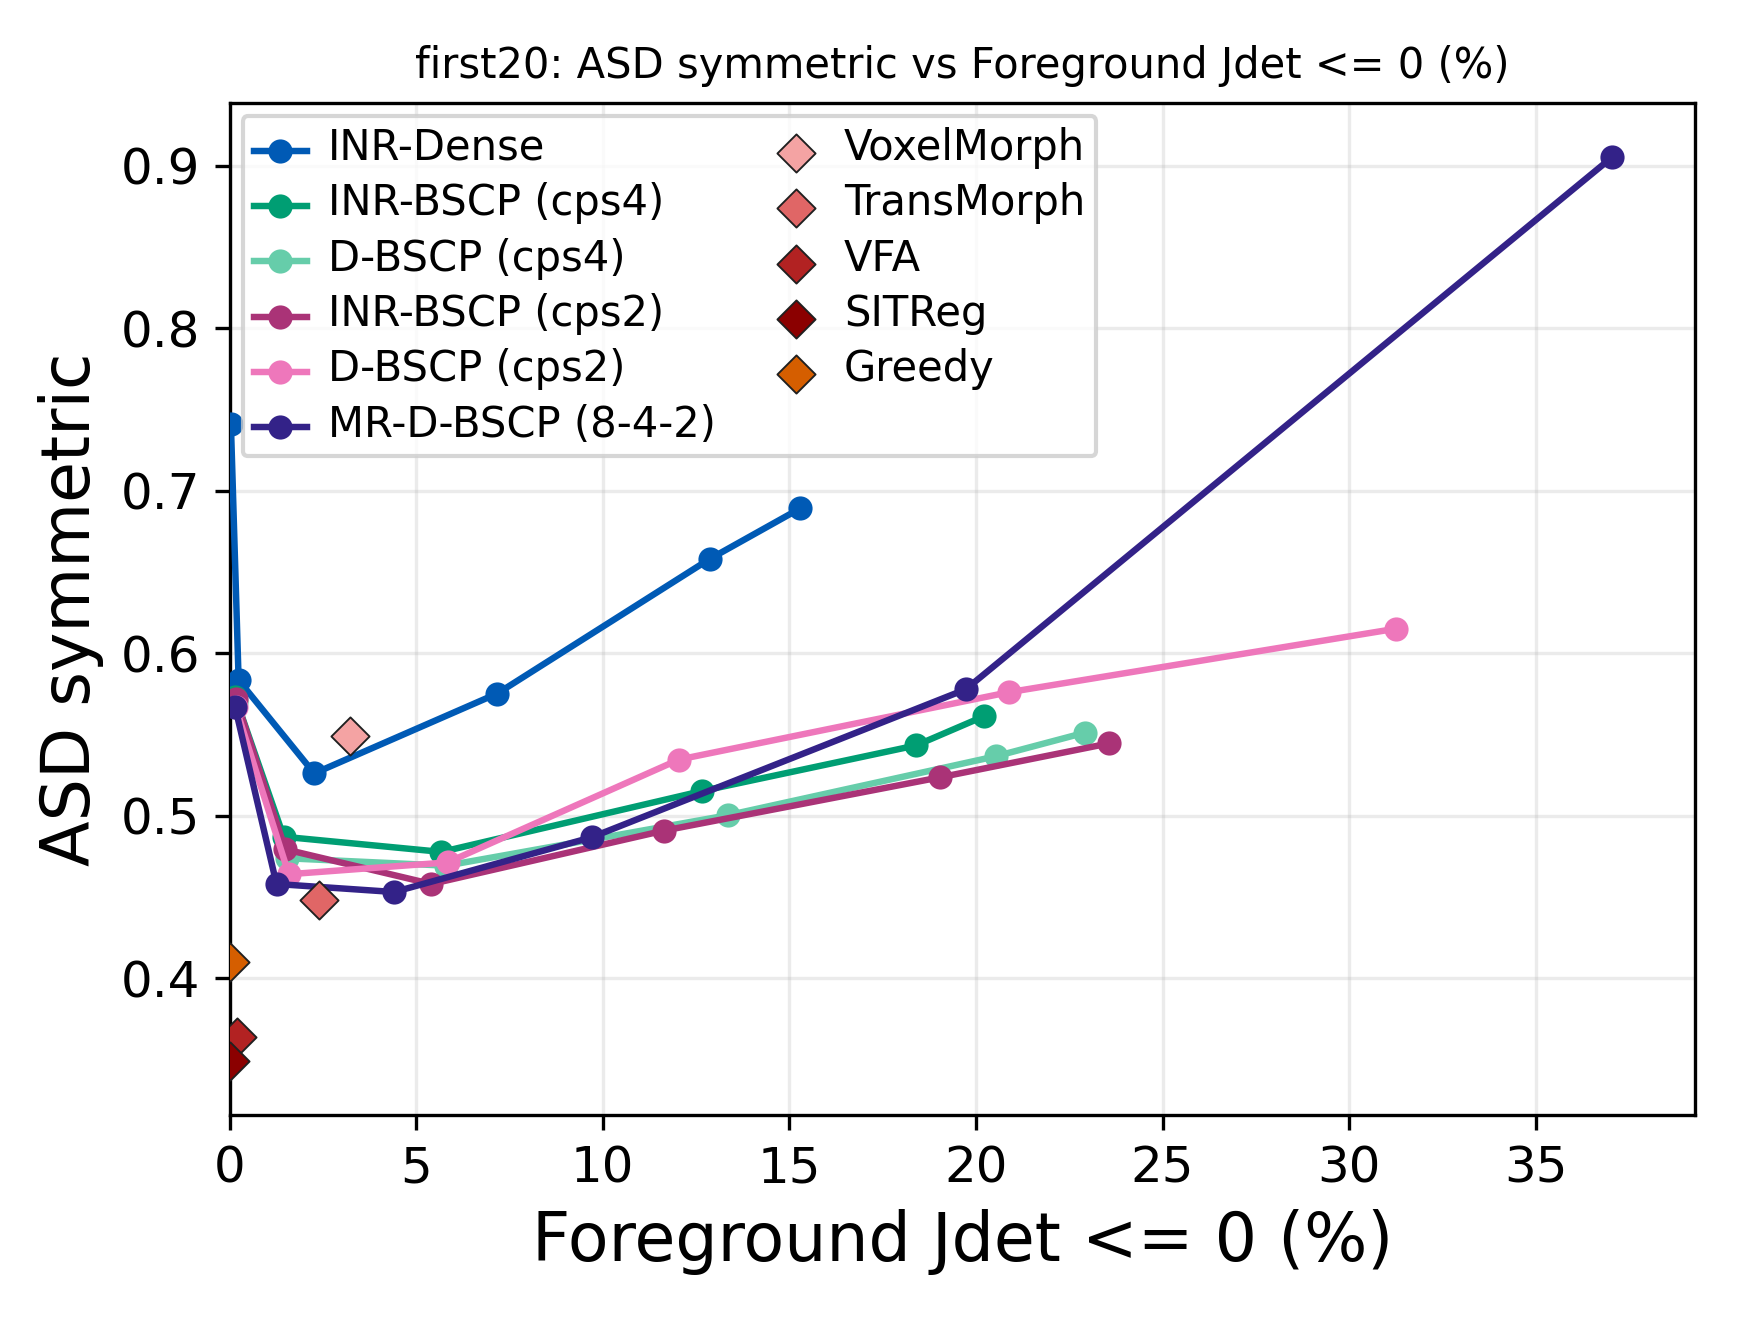 first20: ASD symmetric vs Foreground Jdet <= 0 (%)
INR-Dense
INR-BSCP (cps4)
D-BSCP (cps4)
INR-BSCP (cps2)
D-BSCP (cps2)
MR-D-BSCP (8-4-2)
VoxelMorph
TransMorph
VFA
SITReg
Greedy
ASD symmetric
0.9
0.8
0.7
0.6
0.5
0.4
0 5 10 15 20 25 30 35
Foreground Jdet <= 0 (%)